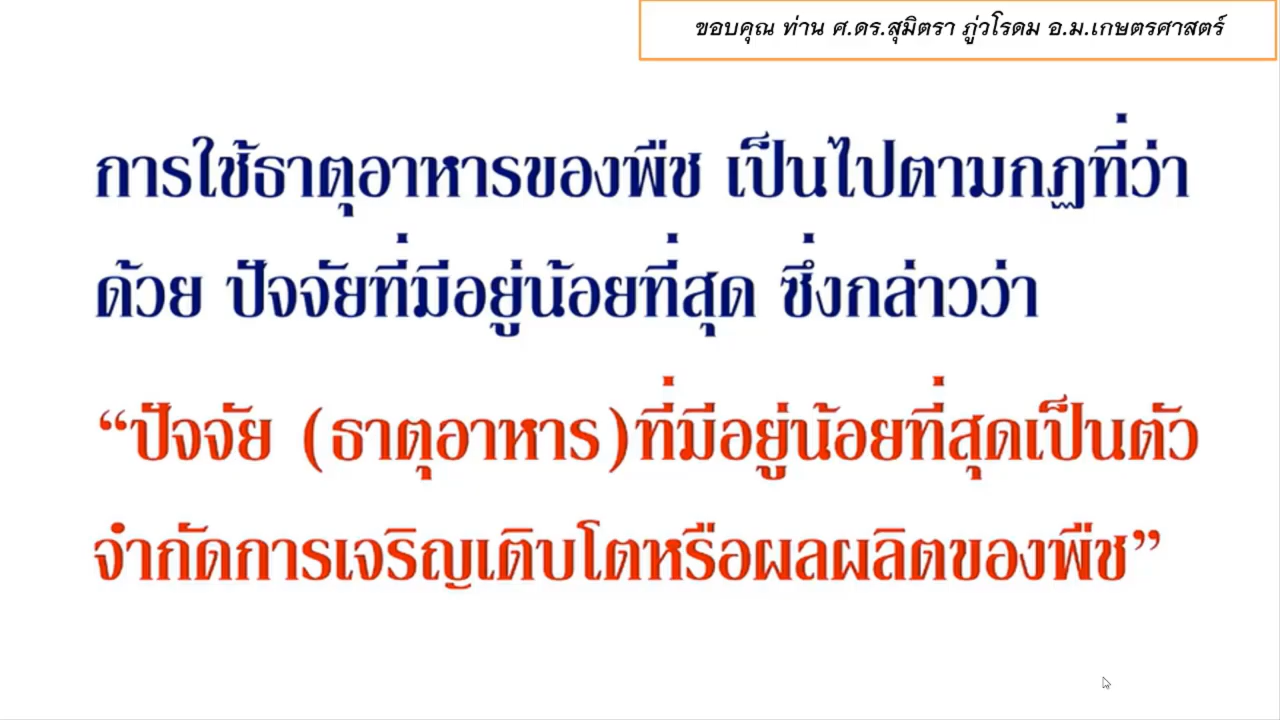 ขอบคุณ ท่าน ศ.ดร.สุมิตรา ภู่วโรดม อ.ม.เกษตรศาสตร์
การใช้ธาตุอาหารของพืช เป็นไปตามกฏที่ว่า
ด้วย ปัจจัยที่มีอยู่น้อยที่สุด ซึ่งกล่าวว่า
“ปัจจัย (ธาตุอาหาร)ที่มีอยู่น้อยที่สุดเป็นตัว
จำกัดการเจริญเติบโตหรือผลผลิตของพืช”